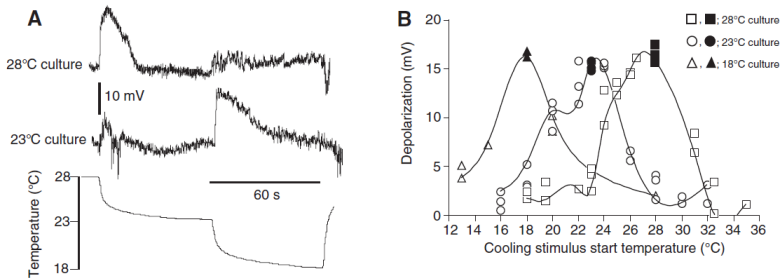 A
28°C culture
10 mV
23°C culture
60 s
Temperature (°C)
28
23
18
B
Depolarization (mV)
20
15
10
5
0
12 14 16 18 20 22 24 26 28 30 32 34 36
Cooling stimulus start temperature (°C)
, ; 28°C culture
, ; 23°C culture
, ; 18°C culture